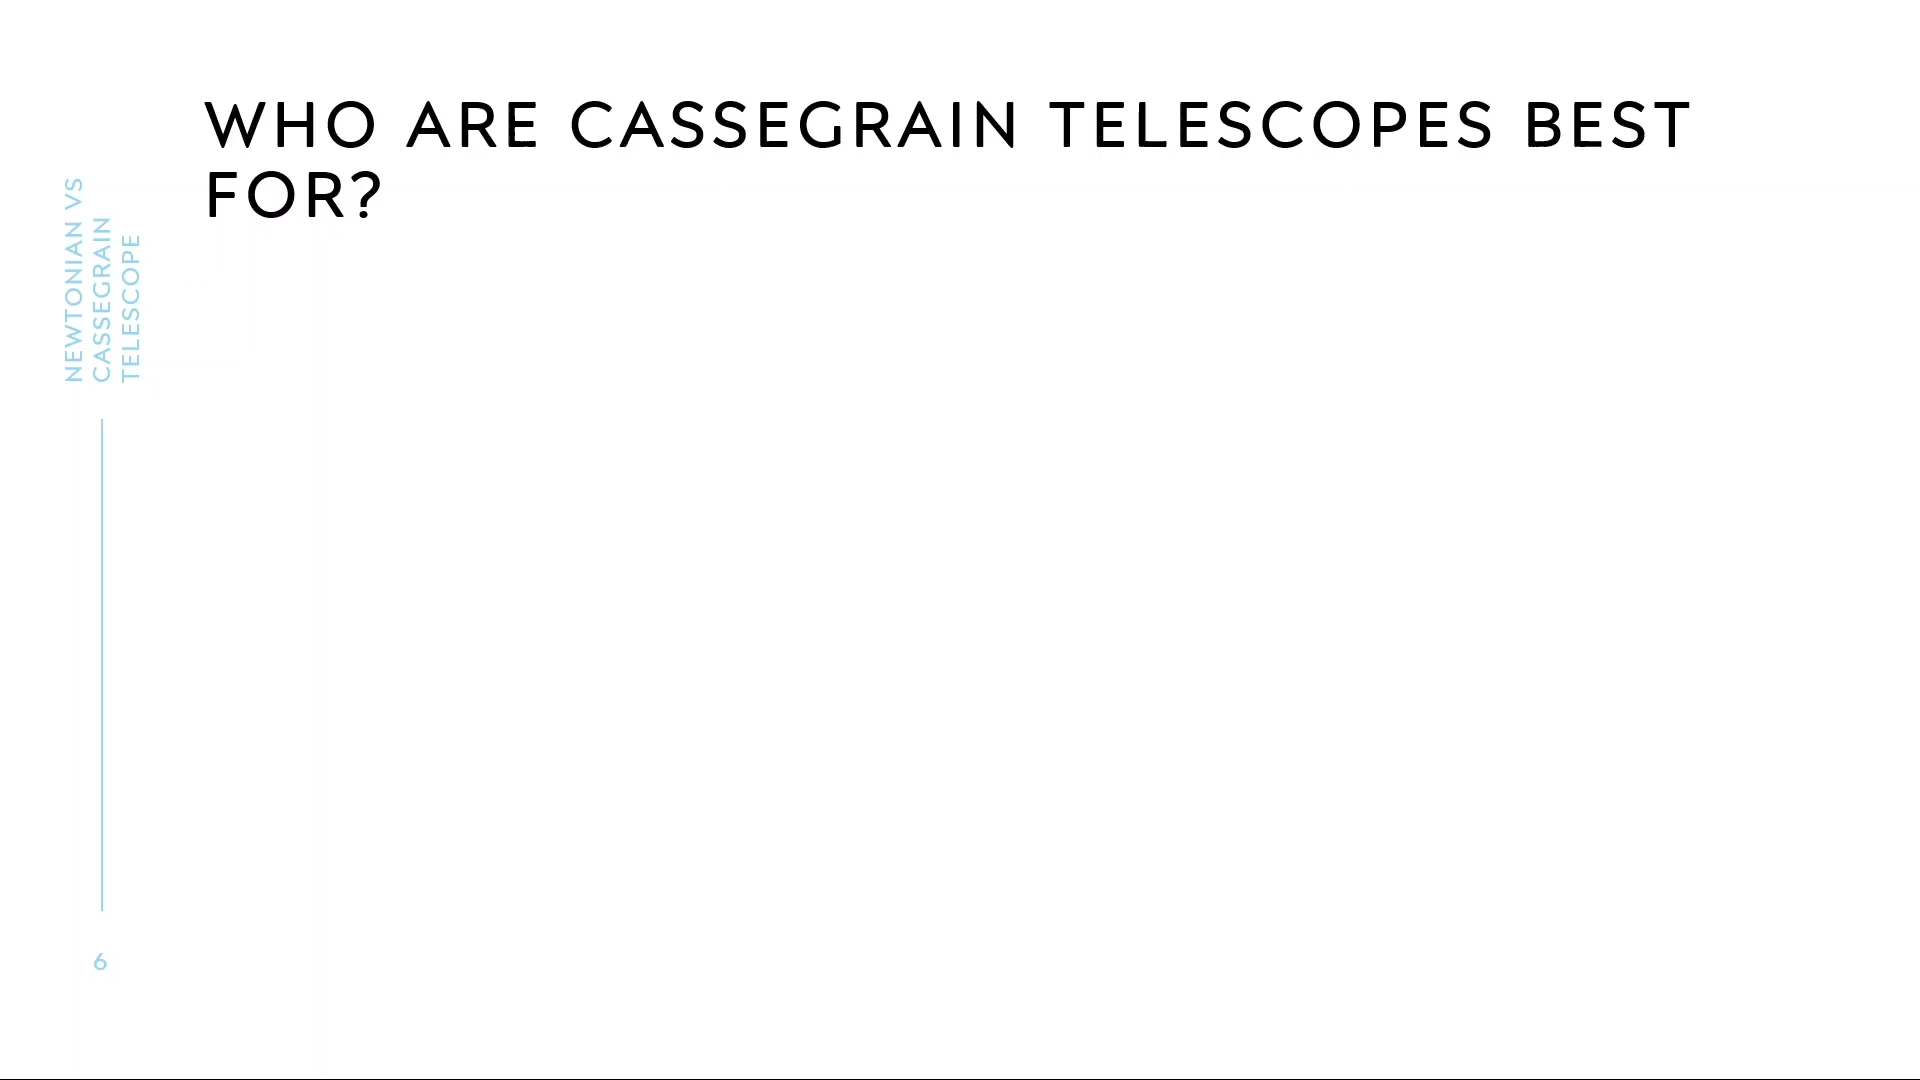 WHO ARE CASSEGRAIN TELESCOPES BEST
FOR?
NEWTONIAN VS
CASSEGRAIN
TELESCOPE
6